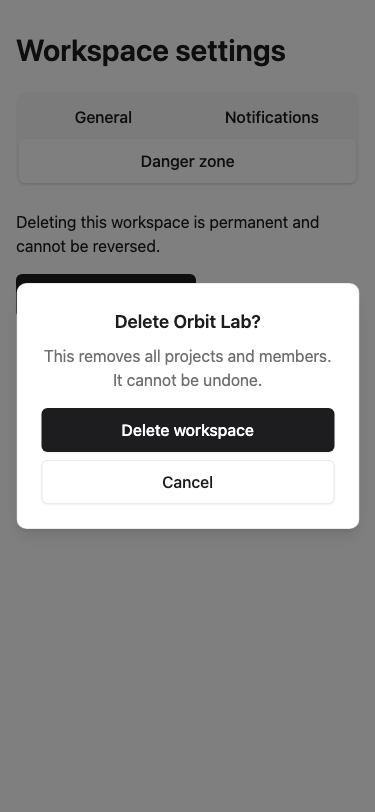 Workspace settings
General
Notifications
Danger zone
Deleting this workspace is permanent and
cannot be reversed.
Delete Orbit Lab?
This removes all projects and members.
It cannot be undone.
Delete workspace
Cancel